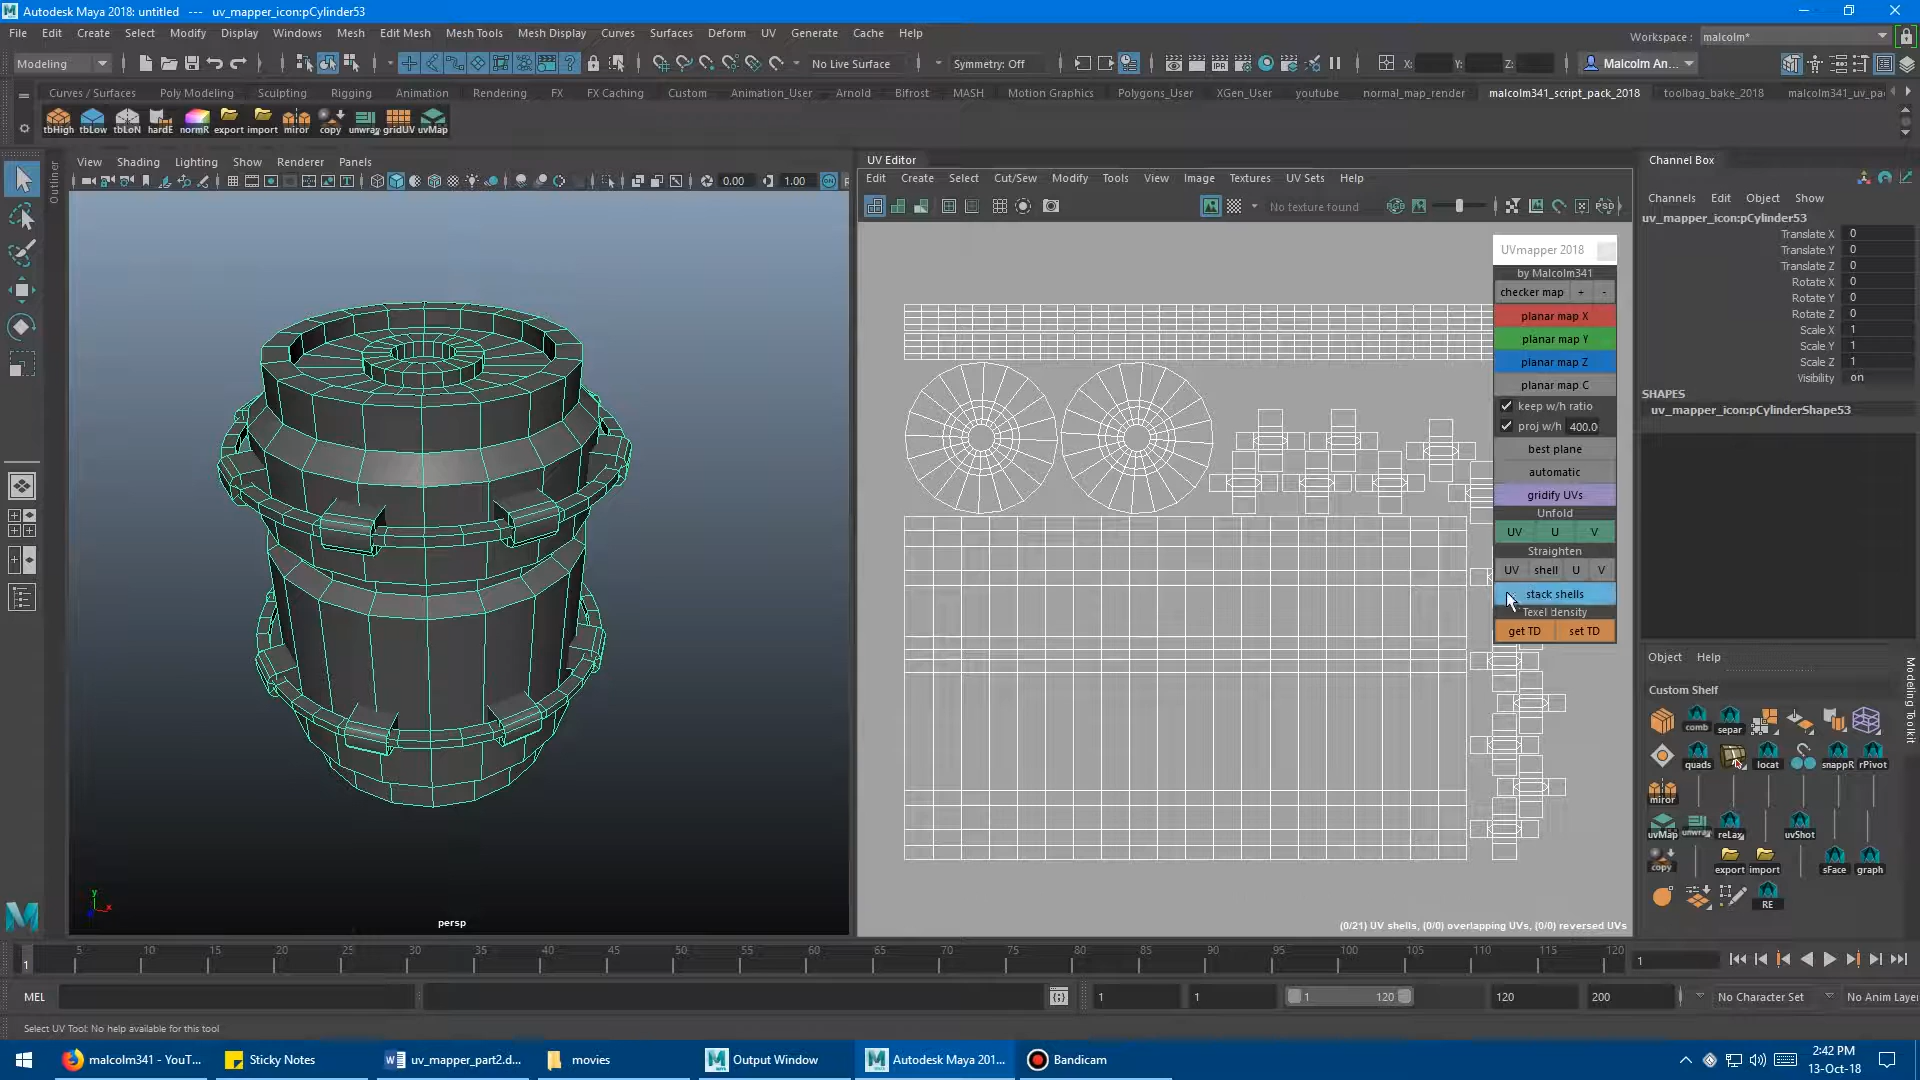 Autodesk Maya 2018: untitled --- uv_mapper_icon:pCylinder53
File Edit Create Select Modify Display Windows Mesh Edit Mesh Mesh Tools Mesh Display Curves Surfaces Deform UV Generate Cache Help
Workspace : malcolm*
Modeling No Live Surface Symmetry: Off X: Y: Z: Malcolm An...
Curves / Surfaces Poly Modeling Sculpting Rigging Animation Rendering FX FX Caching Custom Animation_User Arnold Bifrost MASH Motion Graphics Polygons_User XGen_User youtube normal_map_render malcolm341_script_pack_2018 toolbag_bake_2018 malcolm341_uv_pa
tbHigh tbLow tbLoN hardE normR export import miror copy unwra gridUV uvMap
Outliner
View Shading Lighting Show Renderer Panels
0.00 1.00
persp
UV Editor
Edit Create Select Cut/Sew Modify Tools View Image Textures UV Sets Help
No texture found
UVmapper 2018
by Malcolm341
checker map + -
planar map X
planar map Y
planar map Z
planar map C
keep w/h ratio
proj w/h 400.0
best plane
automatic
gridify UVs
Unfold
UV U V
Straighten
UV shell U V
stack shells
Texel density
get TD set TD
(0/21) UV shells, (0/0) overlapping UVs, (0/0) reversed UVs
Channel Box
Channels Edit Object Show
uv_mapper_icon:pCylinder53
Translate X 0
Translate Y 0
Translate Z 0
Rotate X 0
Rotate Y 0
Rotate Z 0
Scale X 1
Scale Y 1
Scale Z 1
Visibility on
SHAPES
uv_mapper_icon:pCylinderShape53
Object Help
Custom Shelf
comb separ
quads locat snappR rPivot
miror
uvMap unwra reLax uvShot
copy export import sFace graph
RE
Modeling Toolkit
5 10 15 20 25 30 35 40 45 50 55 60 65 70 75 80 85 90 95 100 105 110 115 120
1 1
MEL 1 1 1 120 120 200 No Character Set No Anim Layer
Select UV Tool: No help available for this tool
malcolm341 - YouT... Sticky Notes uv_mapper_part2.d... movies Output Window Autodesk Maya 201... Bandicam
2:42 PM
13-Oct-18